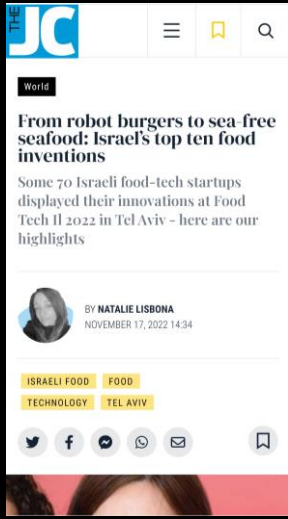 THE JC
World
From robot burgers to sea-free
seafood: Israel's top ten food
inventions
Some 70 Israeli food-tech startups
displayed their innovations at Food
Tech Il 2022 in Tel Aviv - here are our
highlights
BY NATALIE LISBONA
NOVEMBER 17, 2022 14:34
ISRAELI FOOD FOOD
TECHNOLOGY TEL AVIV